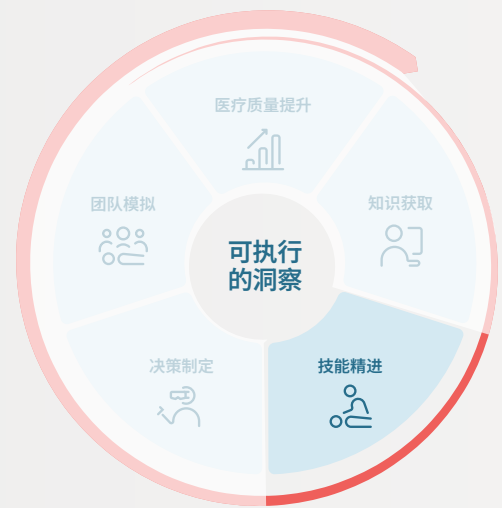 医疗质量提升
团队模拟
知识获取
可执行
的洞察
决策制定
技能精进